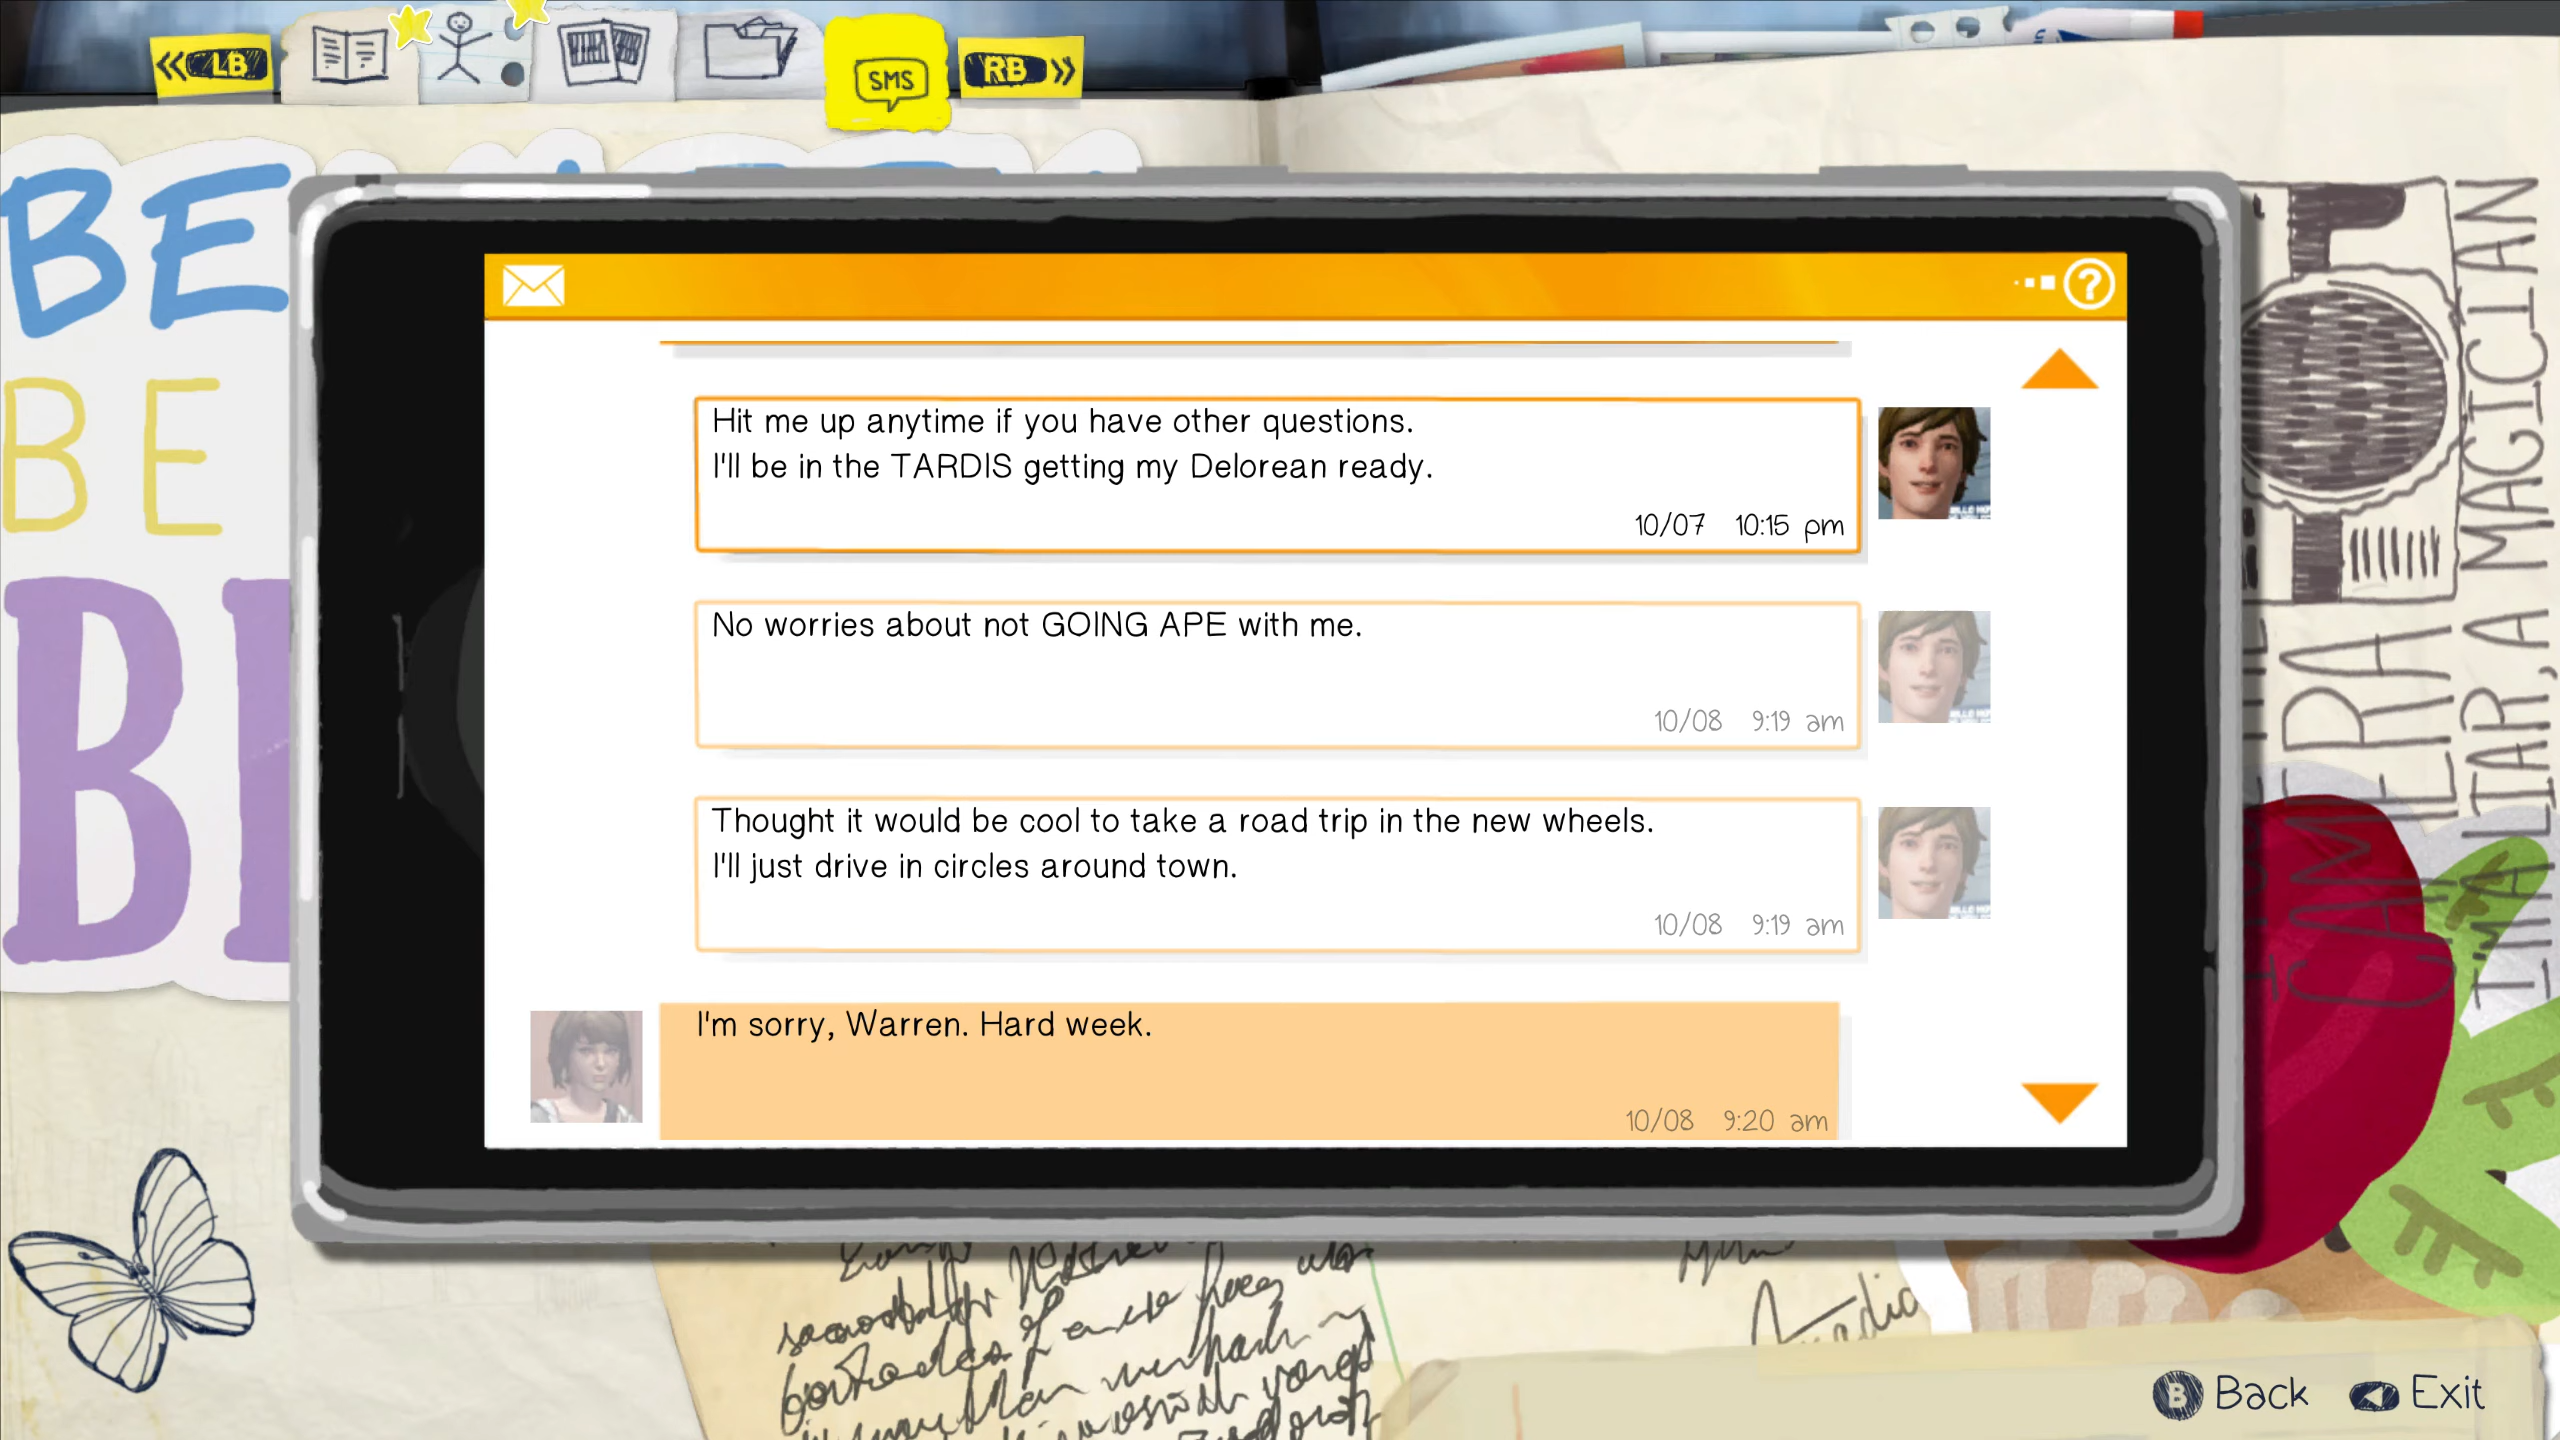 LB
SMS
RB
BE
BE
Hit me up anytime if you have other questions.
I'll be in the TARDIS getting my Delorean ready.
10/07 10:15 pm
No worries about not GOING APE with me.
10/08 9:19 am
Thought it would be cool to take a road trip in the new wheels.
I'll just drive in circles around town.
10/08 9:19 am
I'm sorry, Warren. Hard week.
10/08 9:20 am
CAMERA
I'M A LIAR, A MAGICIAN
B Back
Exit